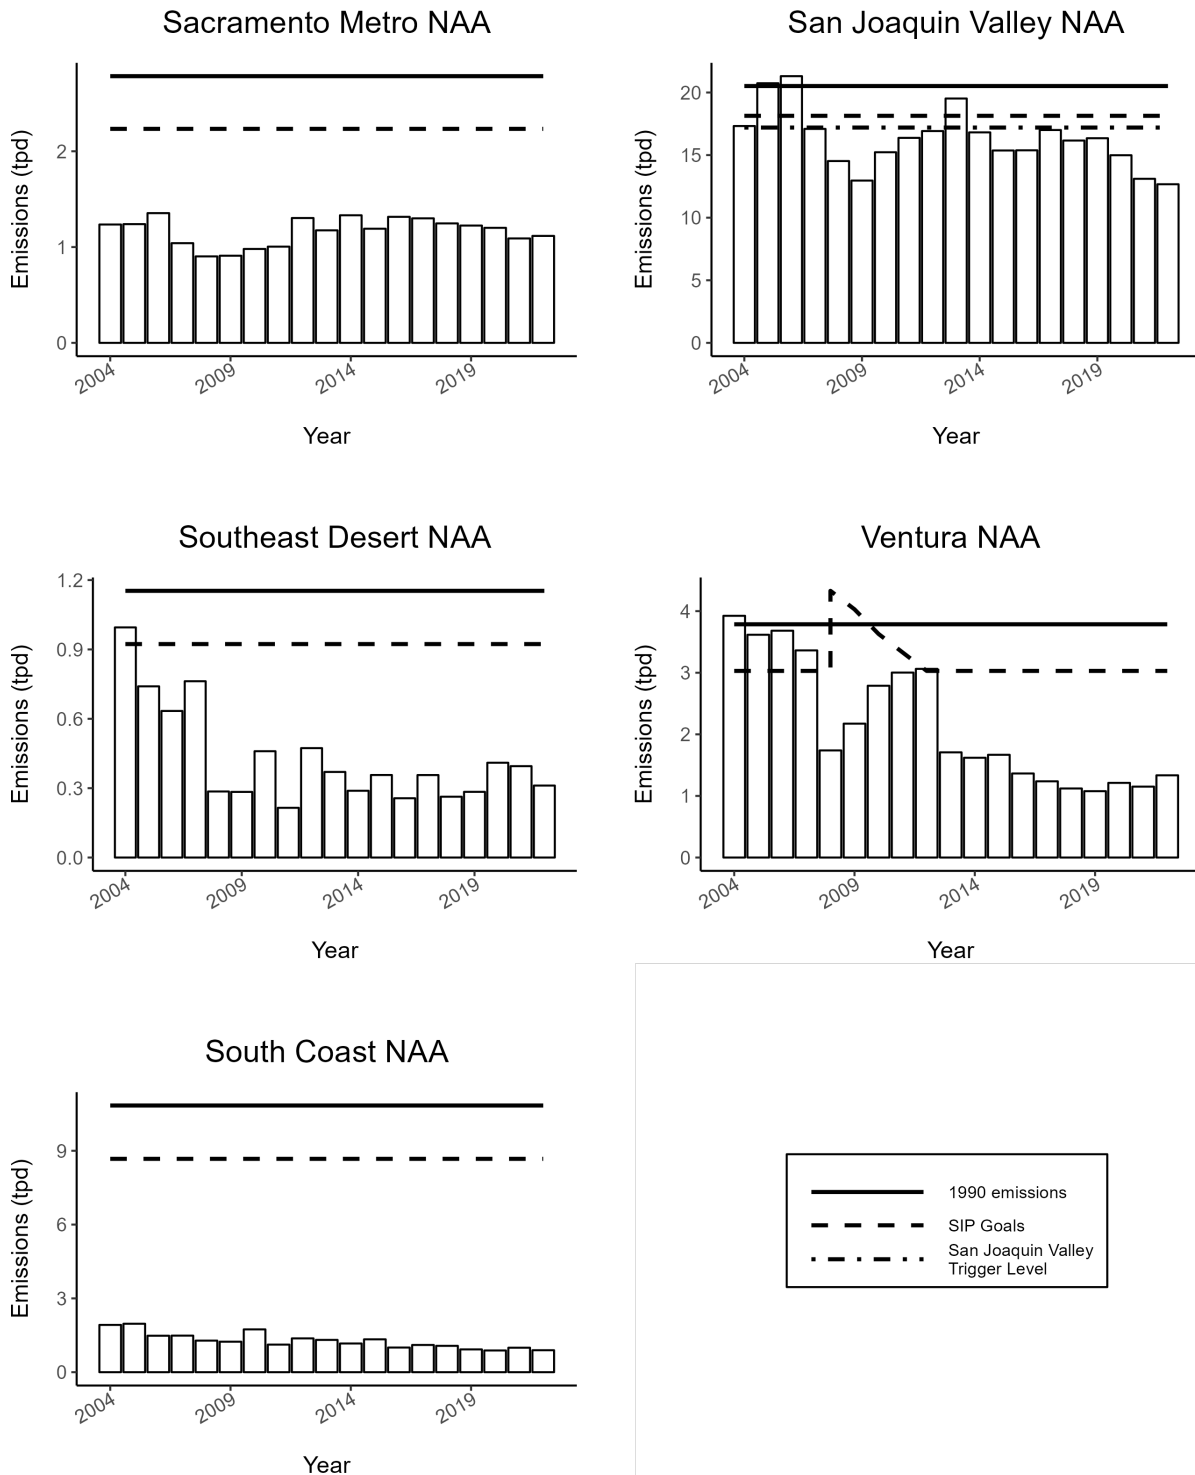 Sacramento Metro NAA
Emissions (tpd)
2
1
0
2004
2009
2014
2019
Year
San Joaquin Valley NAA
Emissions (tpd)
20
15
10
5
0
2004
2009
2014
2019
Year
Southeast Desert NAA
Emissions (tpd)
1.2
0.9
0.6
0.3
0.0
2004
2009
2014
2019
Year
Ventura NAA
Emissions (tpd)
4
3
2
1
0
2004
2009
2014
2019
Year
South Coast NAA
Emissions (tpd)
9
6
3
0
2004
2009
2014
2019
Year
1990 emissions
SIP Goals
San Joaquin Valley
Trigger Level